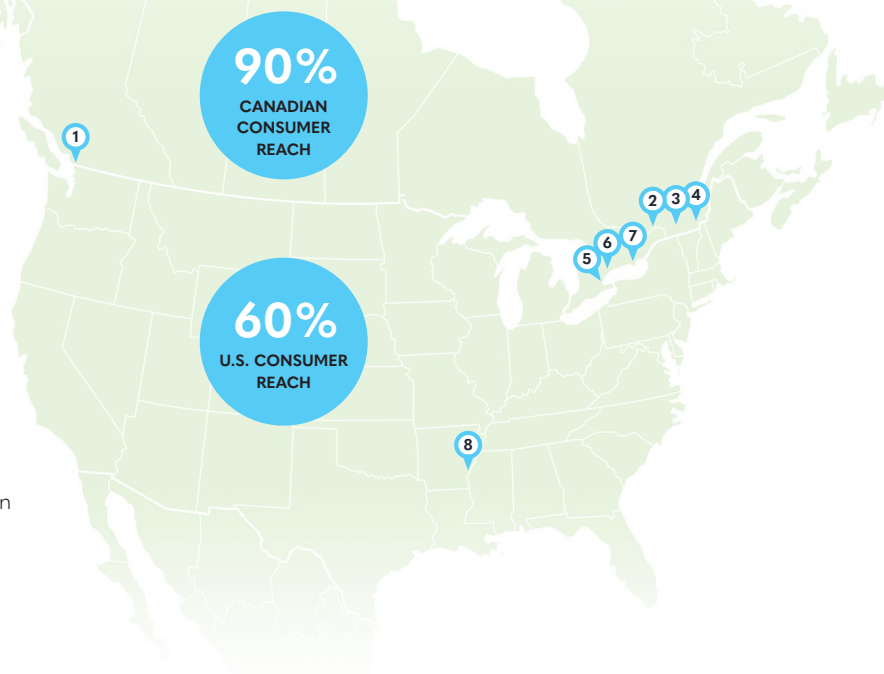 90%
CANADIAN
CONSUMER
REACH
1
2 3 4
5 6 7
60%
U.S. CONSUMER
REACH
8
n